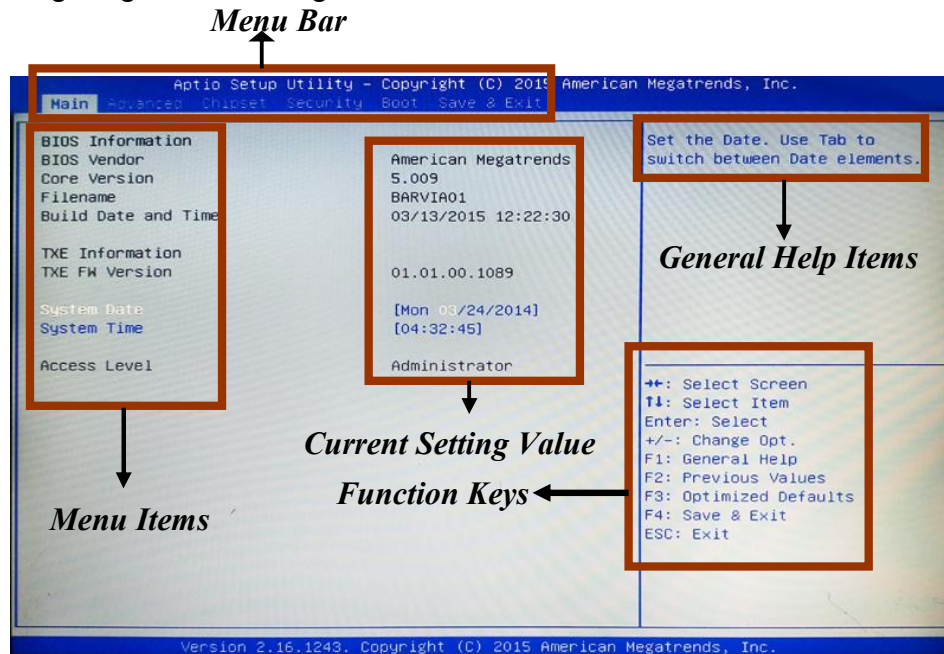 Menu Bar
Aptio Setup Utility – Copyright (C) 2015 American Megatrends, Inc.
Main Advanced Chipset Security Boot Save & Exit
BIOS Information
BIOS Vendor American Megatrends
Core Version 5.009
Filename BARVIA01
Build Date and Time 03/13/2015 12:22:30
TXE Information
TXE FW Version 01.01.00.1089
System Date [Mon 03/24/2014]
System Time [04:32:45]
Access Level Administrator
Set the Date. Use Tab to
switch between Date elements.
General Help Items
→←: Select Screen
↑↓: Select Item
Enter: Select
+/-: Change Opt.
F1: General Help
F2: Previous Values
F3: Optimized Defaults
F4: Save & Exit
ESC: Exit
Current Setting Value
Function Keys
Menu Items
Version 2.16.1243. Copyright (C) 2015 American Megatrends, Inc.